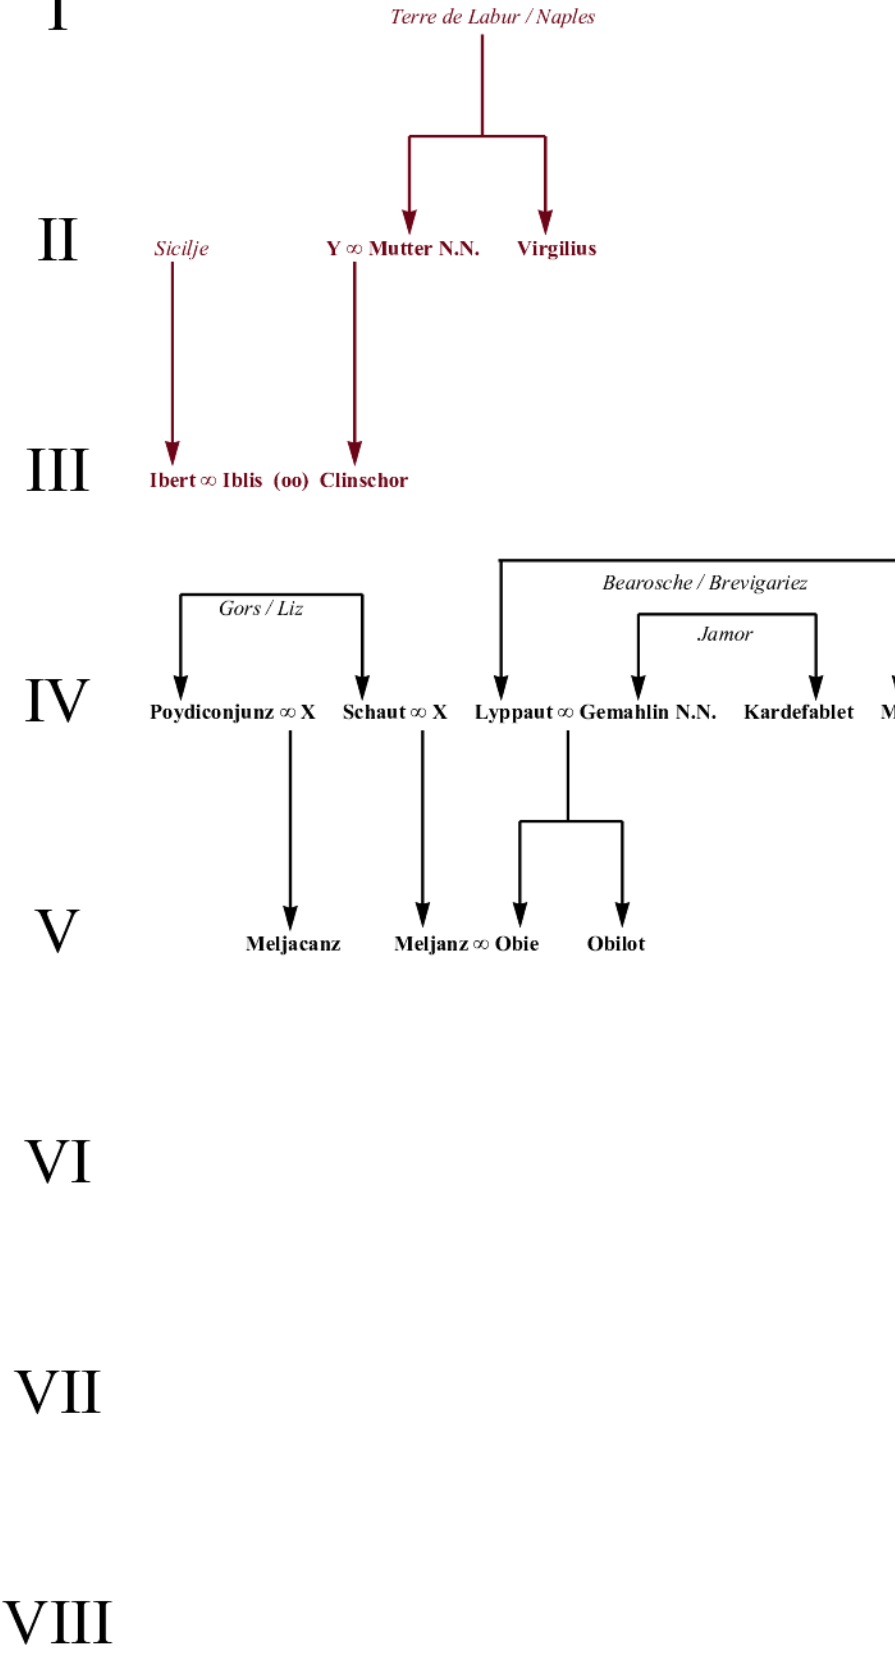 I
Terre de Labur / Naples
II
Sicilje
Y ∞ Mutter N.N.
Virgilius
III
Ibert ∞ Iblis (oo) Clinschor
Bearosche / Brevigariez
Gors / Liz
Jamor
IV
Poydiconjunz ∞ X
Schaut ∞ X
Lyppaut ∞ Gemahlin N.N.
Kardefablet
V
Meljacanz
Meljanz ∞ Obie
Obilot
VI
VII
VIII